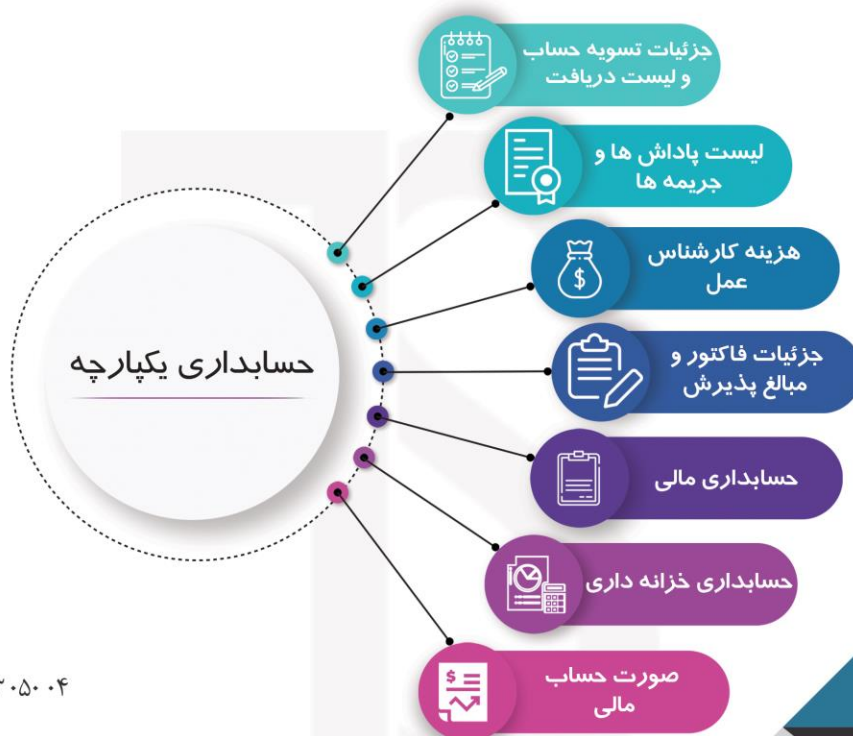 جزئیات تسویه حساب
و لیست دریافت
لیست پاداش ها و
جریمه ها
هزینه کارشناس
عمل
جزئیات فاکتور و
مبالغ پذیرش
حسابداری یکپارچه
حسابداری مالی
حسابداری خزانه داری
صورت حساب
مالی
۰۵۰۰۴